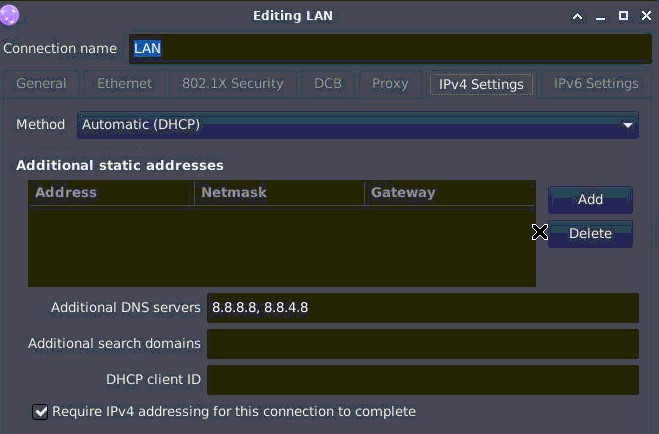 Editing LAN
Connection name LAN
General Ethernet 802.1X Security DCB Proxy IPv4 Settings IPv6 Settings
Method Automatic (DHCP)
Additional static addresses
Address Netmask Gateway
Add
Delete
Additional DNS servers 8.8.8.8, 8.8.4.8
Additional search domains
DHCP client ID
Require IPv4 addressing for this connection to complete